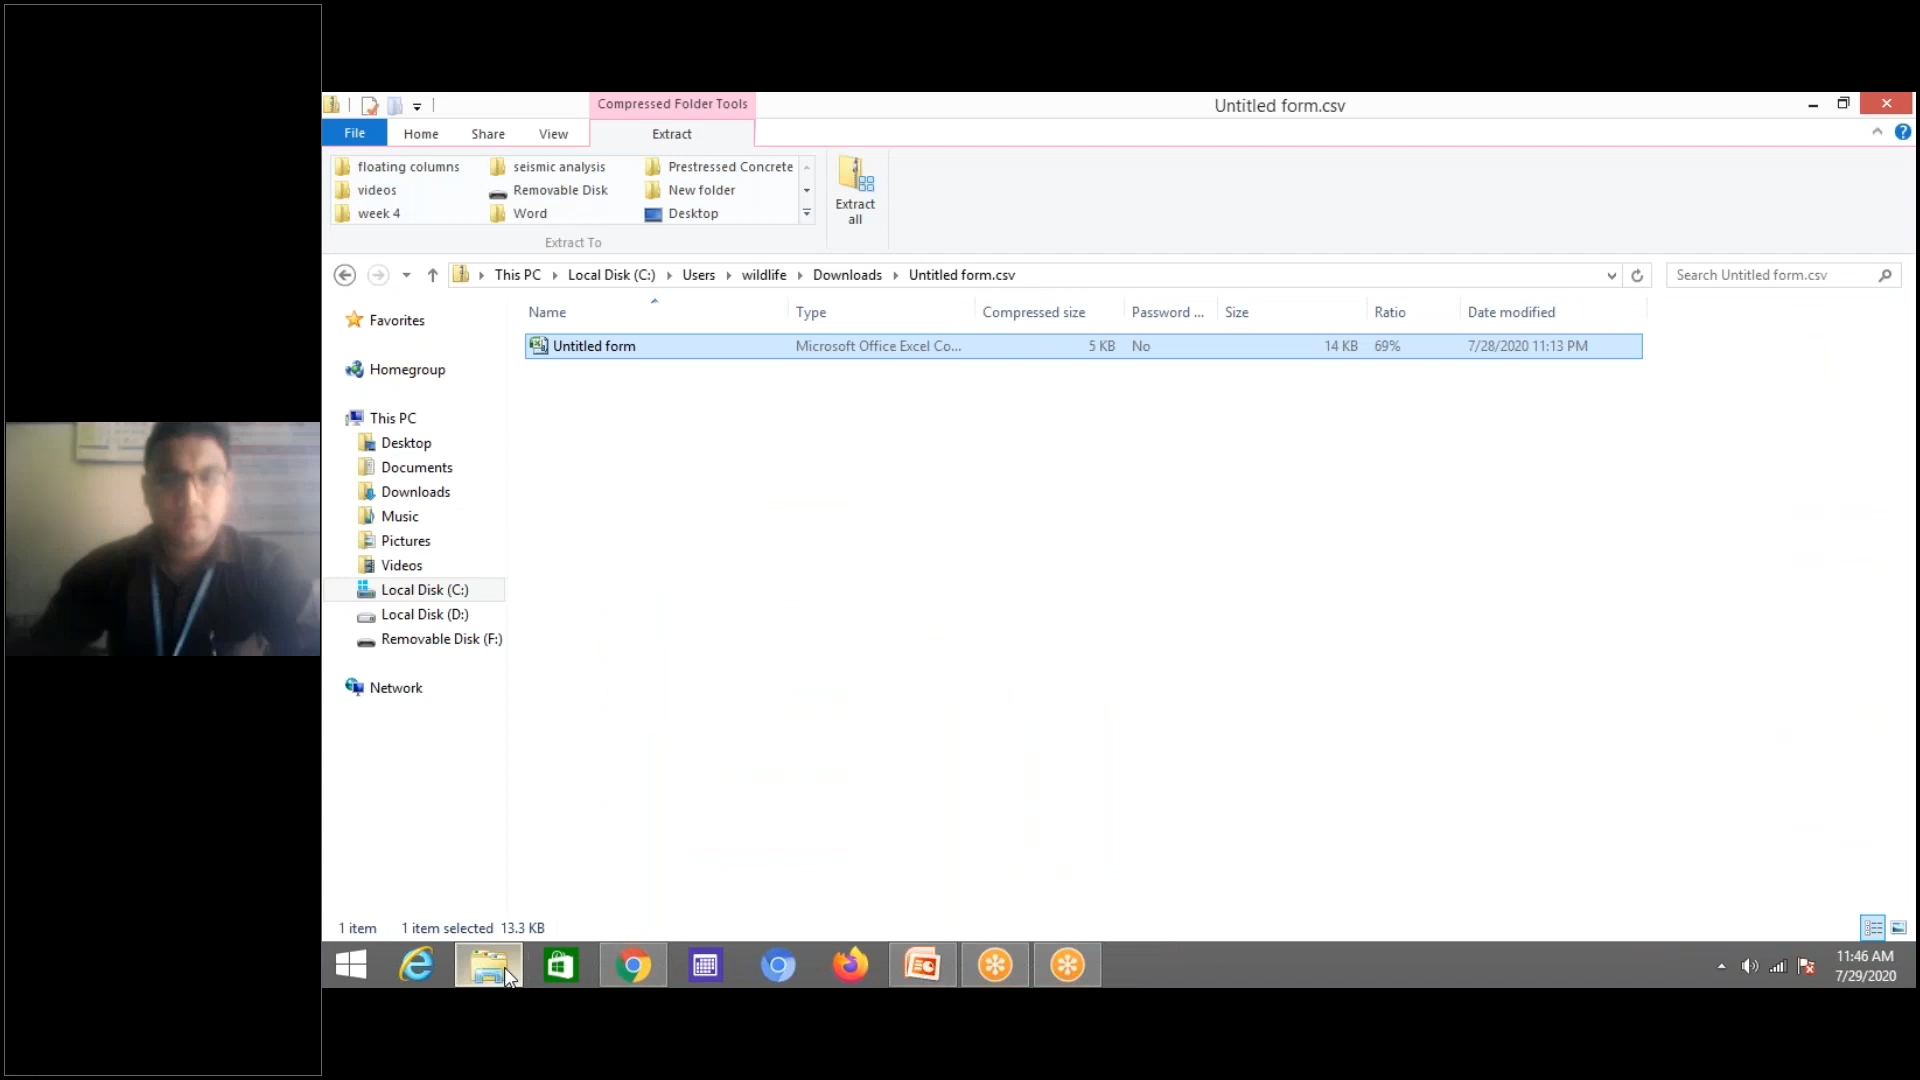 Compressed Folder Tools
Untitled form.csv
File Home Share View Extract
floating columns seismic analysis Prestressed Concrete
videos Removable Disk New folder
week 4 Word Desktop
Extract all
Extract To
This PC Local Disk (C:) Users wildlife Downloads Untitled form.csv
Search Untitled form.csv
Name Type Compressed size Password ... Size Ratio Date modified
Untitled form Microsoft Office Excel Co... 5 KB No 14 KB 69% 7/28/2020 11:13 PM
Favorites
Homegroup
This PC
Desktop
Documents
Downloads
Music
Pictures
Videos
Local Disk (C:)
Local Disk (D:)
Removable Disk (F:)
Network
1 item 1 item selected 13.3 KB
11:46 AM
7/29/2020